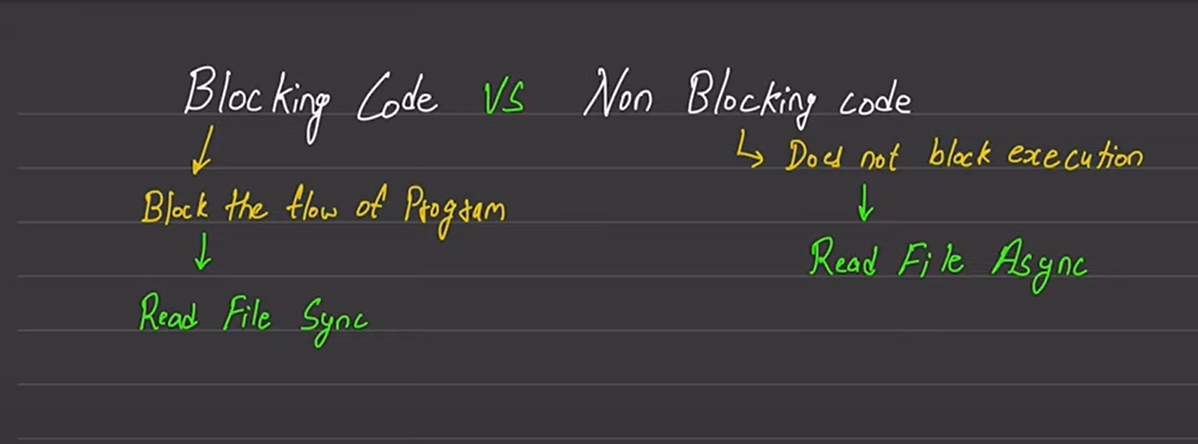 Blocking Code VS Non Blocking code
Does not block execution
Block the flow of Program
Read File Async
Read File Sync